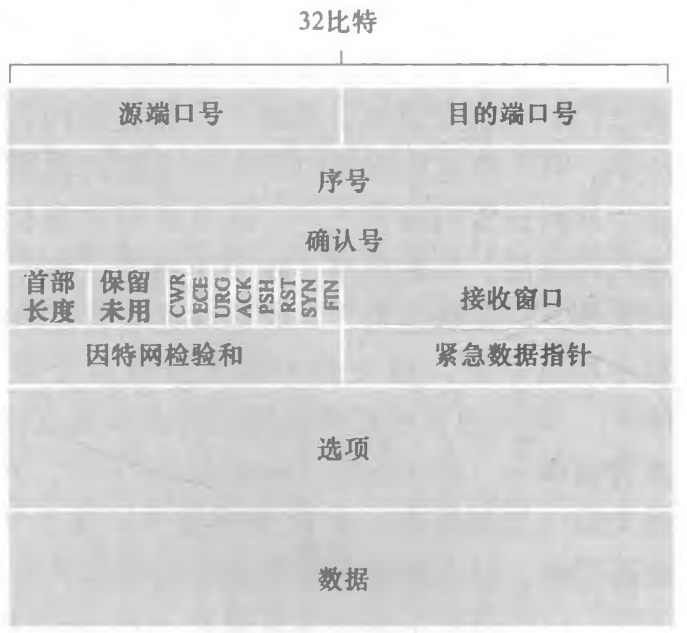 32比特
源端口号 目的端口号
序号
确认号
首部 保留 CWR ECE URG ACK PSH RST SYN FIN 接收窗口
长度 未用
因特网检验和 紧急数据指针
选项
数据